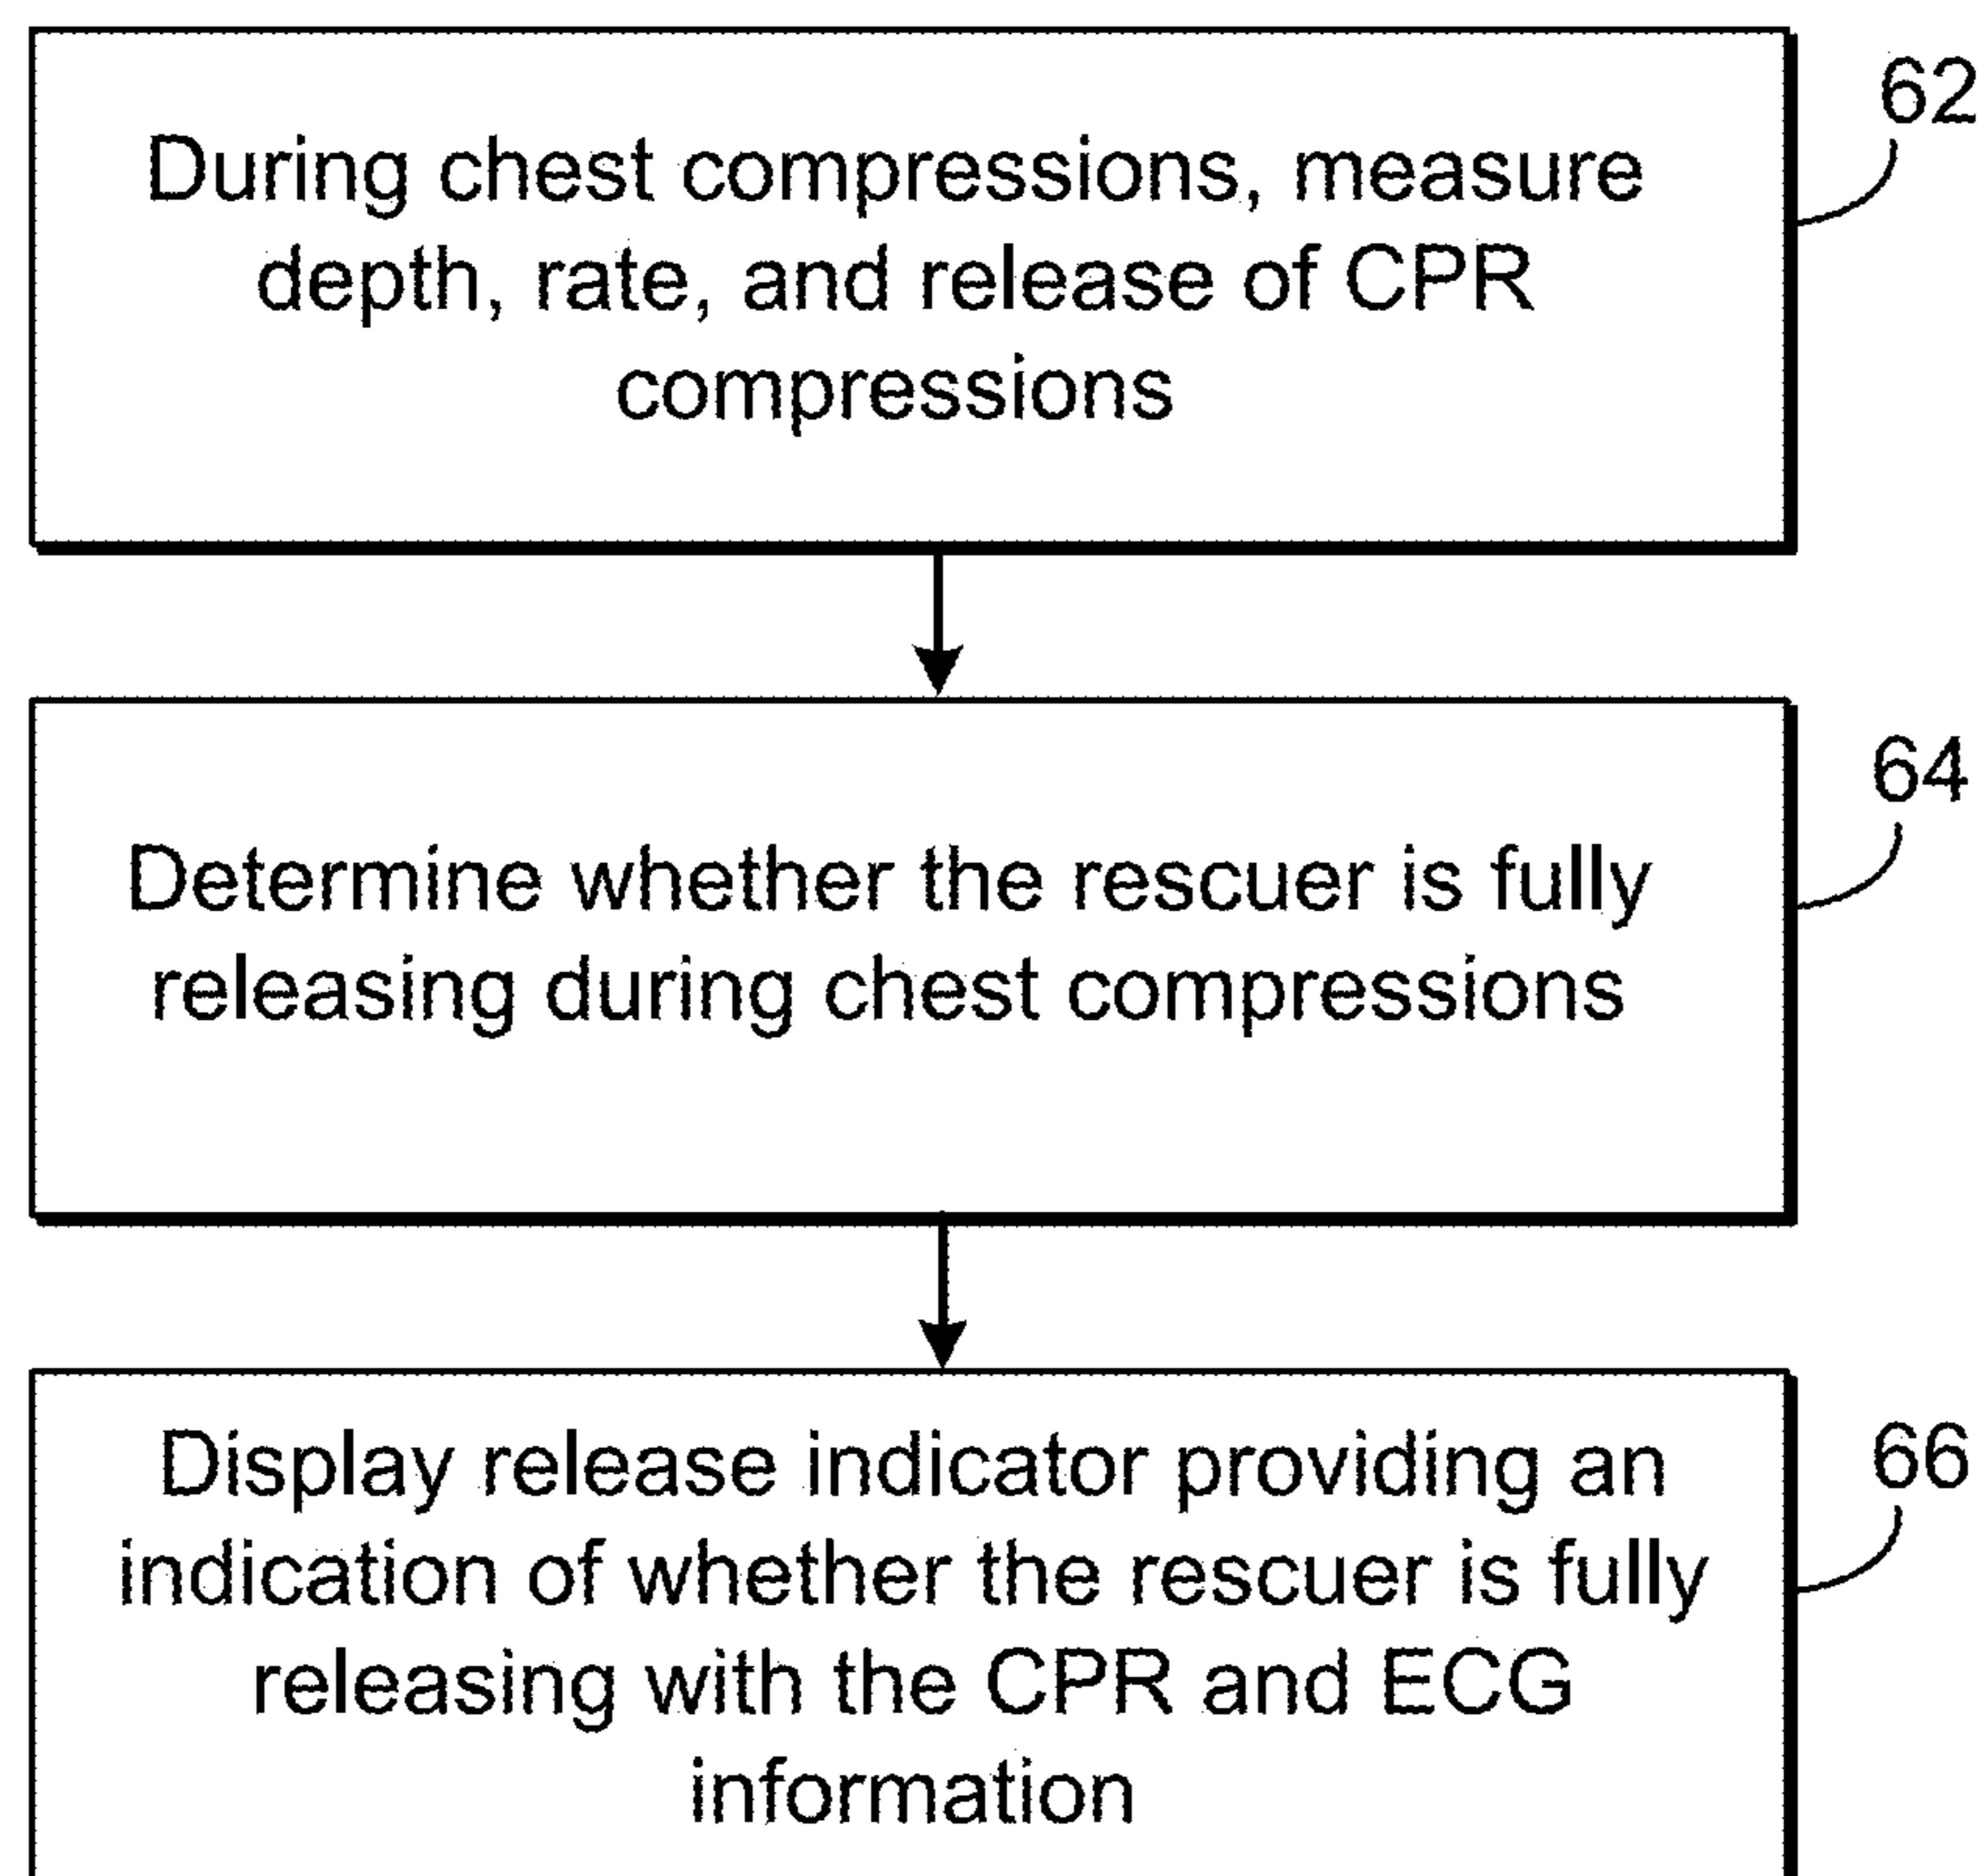 62
During chest compressions, measure
depth, rate, and release of CPR
compressions
64
Determine whether the rescuer is fully
releasing during chest compressions
66
Display release indicator providing an
indication of whether the rescuer is fully
releasing with the CPR and ECG
information